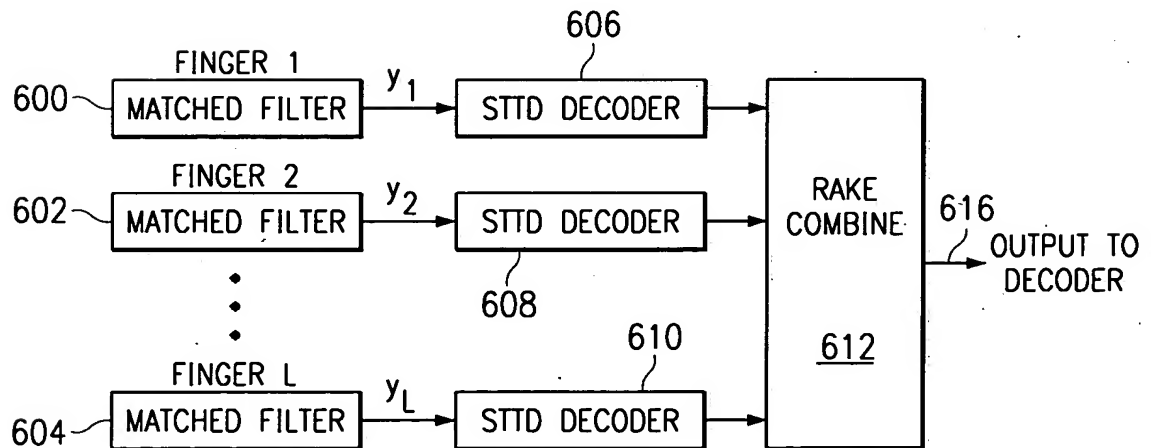 606
FINGER 1
600 MATCHED FILTER y1 STTD DECODER
FINGER 2
602 MATCHED FILTER y2 STTD DECODER
608
RAKE
COMBINE
612
616
OUTPUT TO
DECODER
610
FINGER L
604 MATCHED FILTER yL STTD DECODER